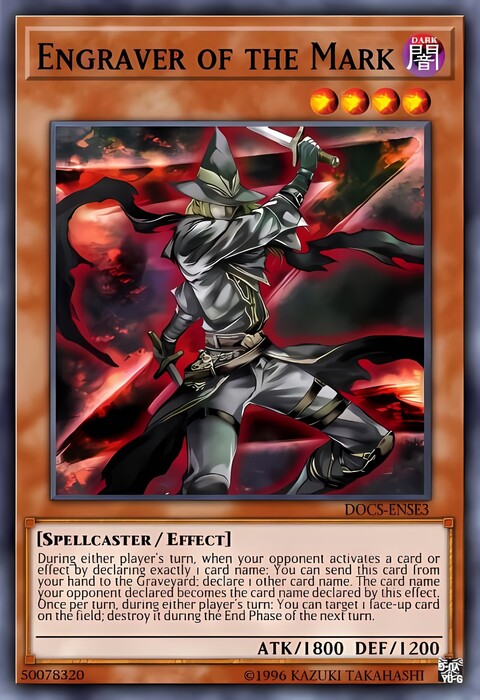 ENGRAVER OF THE MARK
DARK
闇
DOCS-ENSE3
[SPELLCASTER / EFFECT]
During either player's turn, when your opponent activates a card or
effect by declaring exactly 1 card name: You can send this card from
your hand to the Graveyard; declare 1 other card name. The card name
your opponent declared becomes the card name declared by this effect.
Once per turn, during either player's turn: You can target 1 face-up card
on the field; destroy it during the End Phase of the next turn.
ATK/1800 DEF/1200
50078320
©1996 KAZUKI TAKAHASHI